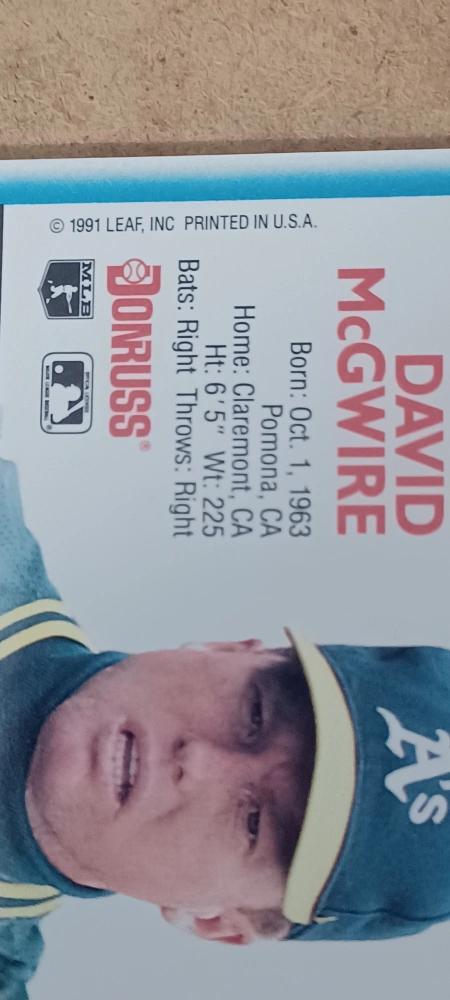 DAVID
McGWIRE
Born: Oct. 1, 1963
Pomona, CA
Home: Claremont, CA
Ht: 6'5" Wt: 225
Bats: Right Throws: Right
DONRUSS®
MLB
© 1991 LEAF, INC PRINTED IN U.S.A.
A's